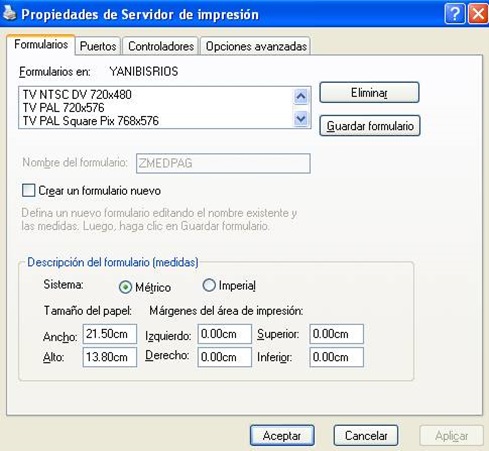 Propiedades de Servidor de impresión
Formularios Puertos Controladores Opciones avanzadas
Formularios en: YANIBISRIOS
TV NTSC DV 720x480
TV PAL 720x576
TV PAL Square Pix 768x576
Eliminar
Guardar formulario
Nombre del formulario: ZMEDPAG
Crear un formulario nuevo
Defina un nuevo formulario editando el nombre existente y
las medidas. Luego, haga clic en Guardar formulario.
Descripción del formulario (medidas)
Sistema: Métrico Imperial
Tamaño del papel: Márgenes del área de impresión:
Ancho: 21.50cm Izquierdo: 0.00cm Superior: 0.00cm
Alto: 13.80cm Derecho: 0.00cm Inferior: 0.00cm
Aceptar Cancelar Aplicar